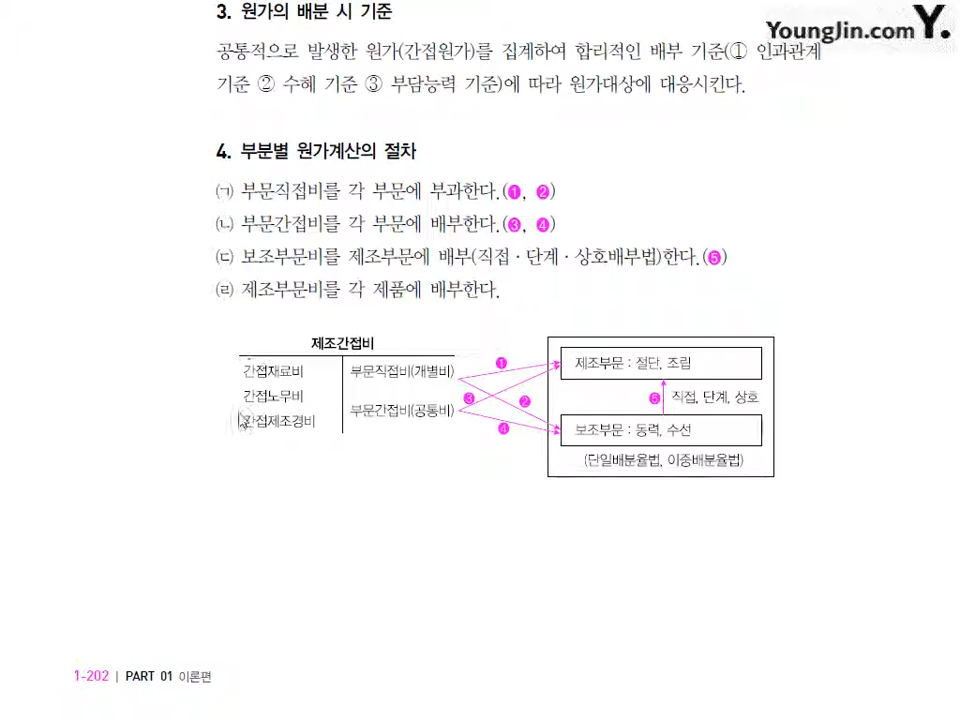 3. 원가의 배분 시 기준
YoungJin.com Y.
공통적으로 발생한 원가(간접원가)를 집계하여 합리적인 배부 기준(① 인과관계
기준 ② 수혜 기준 ③ 부담능력 기준)에 따라 원가대상에 대응시킨다.
4. 부분별 원가계산의 절차
㈀ 부문직접비를 각 부문에 부과한다.(❶, ❷)
㈁ 부문간접비를 각 부문에 배부한다.(❸, ❹)
㈂ 보조부문비를 제조부문에 배부(직접·단계·상호배부법)한다.(❺)
㈃ 제조부문비를 각 제품에 배부한다.
제조간접비
간접재료비
간접노무비
간접제조경비
부문직접비(개별비)
부문간접비(공통비)
❶
❸
❷
❹
제조부문 : 절단, 조립
❺ 직접, 단계, 상호
보조부문 : 동력, 수선
(단일배분율법, 이중배분율법)
1-202 | PART 01 이론편